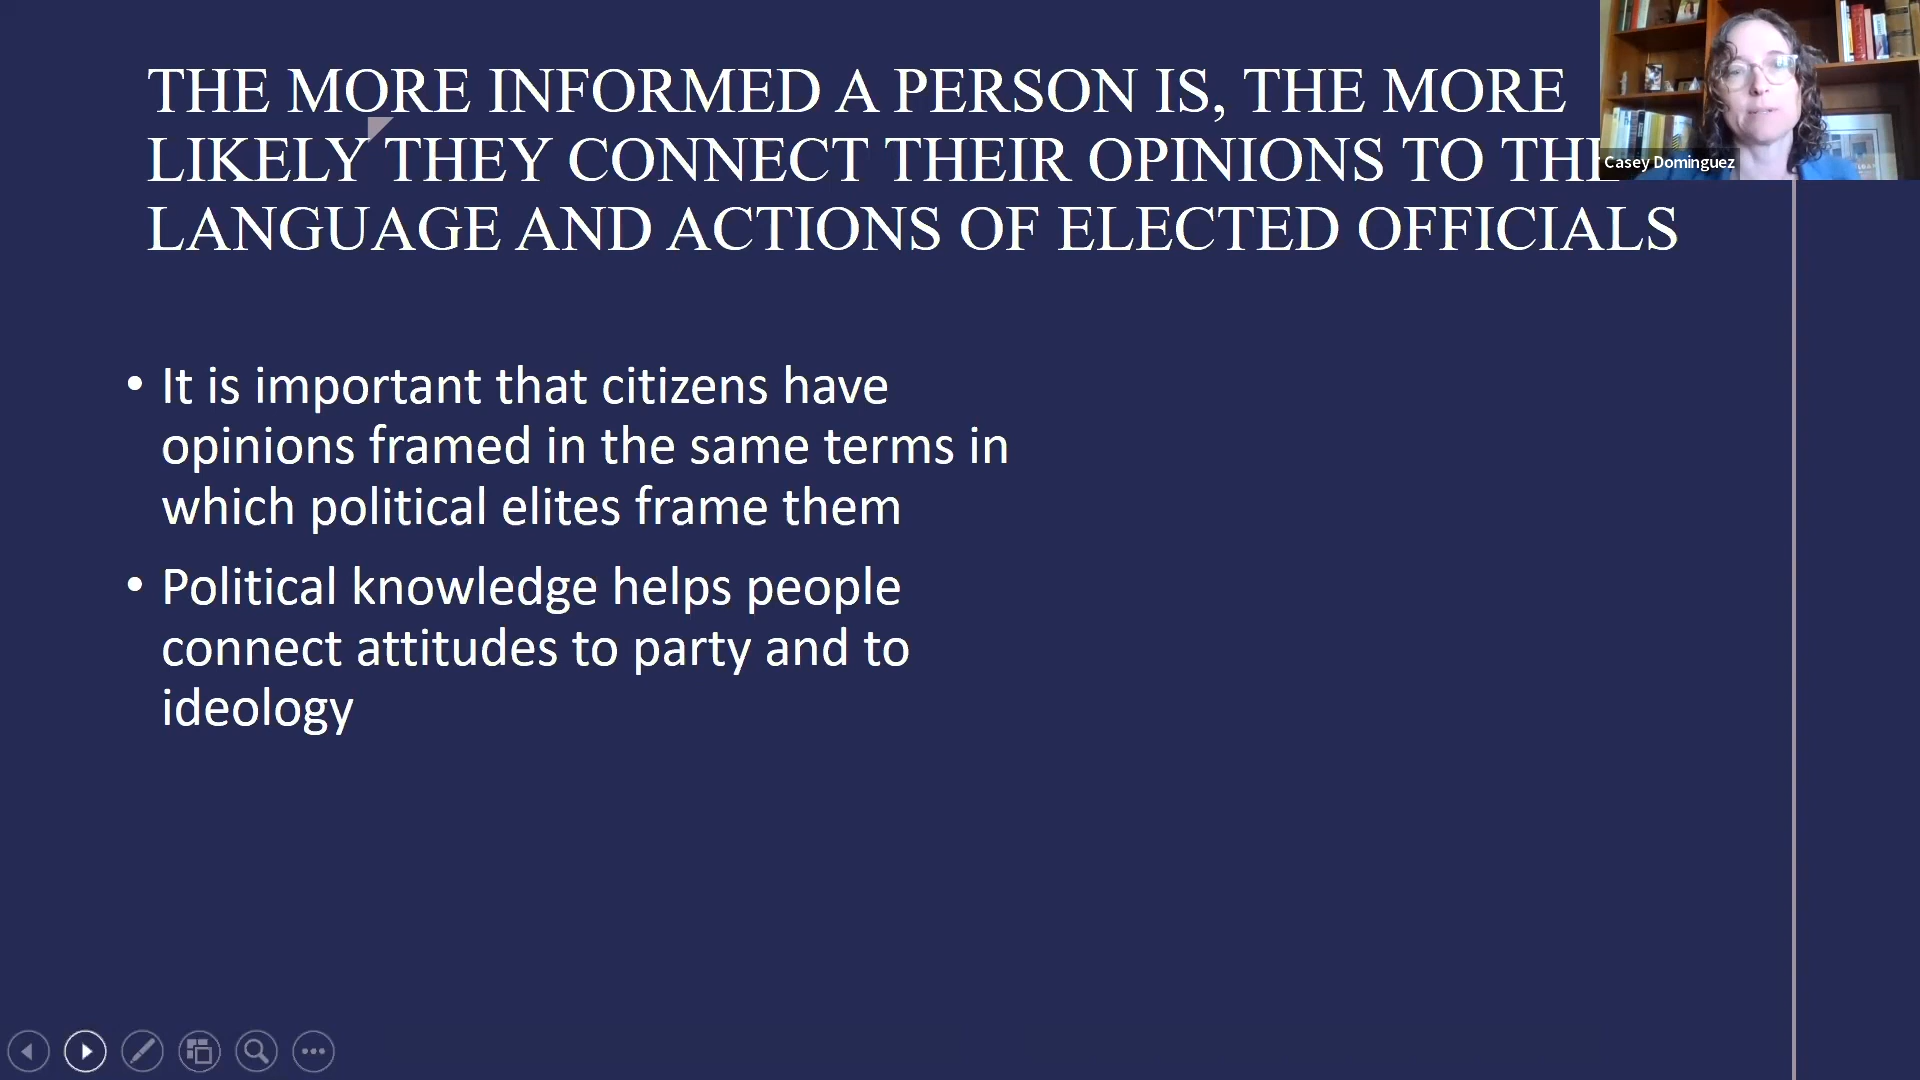 THE MORE INFORMED A PERSON IS, THE MORE
LIKELY THEY CONNECT THEIR OPINIONS TO THE
LANGUAGE AND ACTIONS OF ELECTED OFFICIALS
Casey Dominguez
• It is important that citizens have
opinions framed in the same terms in
which political elites frame them
• Political knowledge helps people
connect attitudes to party and to
ideology